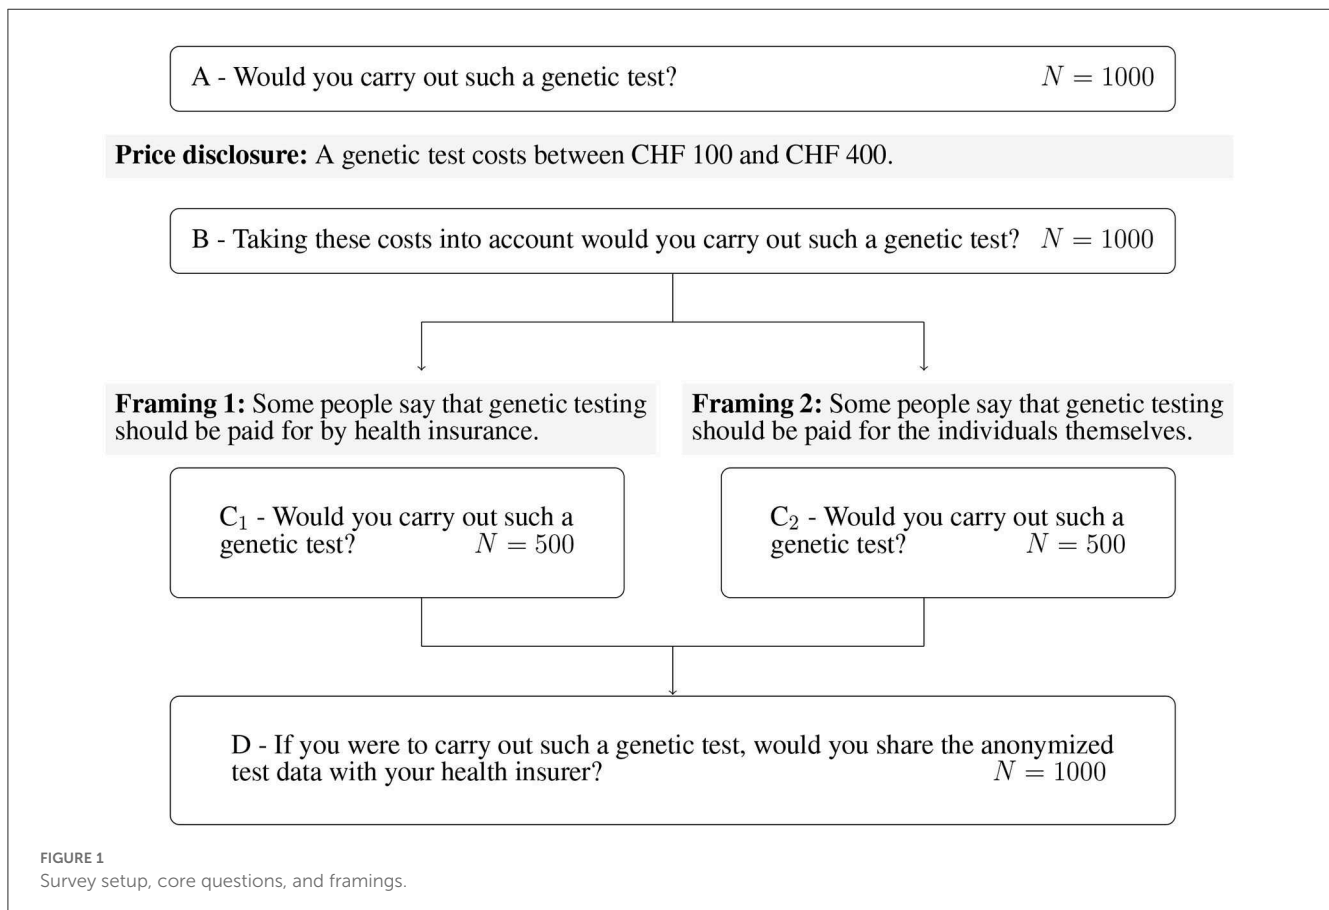 A - Would you carry out such a genetic test? N = 1000
Price disclosure: A genetic test costs between CHF 100 and CHF 400.
B - Taking these costs into account would you carry out such a genetic test? N = 1000
Framing 1: Some people say that genetic testing
should be paid for by health insurance.
Framing 2: Some people say that genetic testing
should be paid for the individuals themselves.
C₁ - Would you carry out such a
genetic test? N = 500
C₂ - Would you carry out such a
genetic test? N = 500
D - If you were to carry out such a genetic test, would you share the anonymized
test data with your health insurer? N = 1000
FIGURE 1
Survey setup, core questions, and framings.